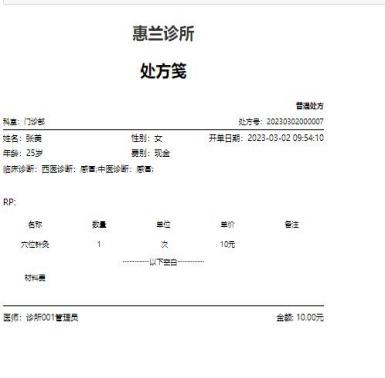 惠兰诊所
处方笺
普通处方
科室：门诊部 处方号：20230302000007
姓名：张美 性别：女 开单日期：2023-03-02 09:54:10
年龄：25岁 费别：现金
临床诊断：西医诊断：感冒;中医诊断：感冒;
RP:
名称 数量 单位 单价 备注
穴位针灸 1 次 10元
------------以下空白------------
材料费
医师：诊所001管理员 金额: 10.00元